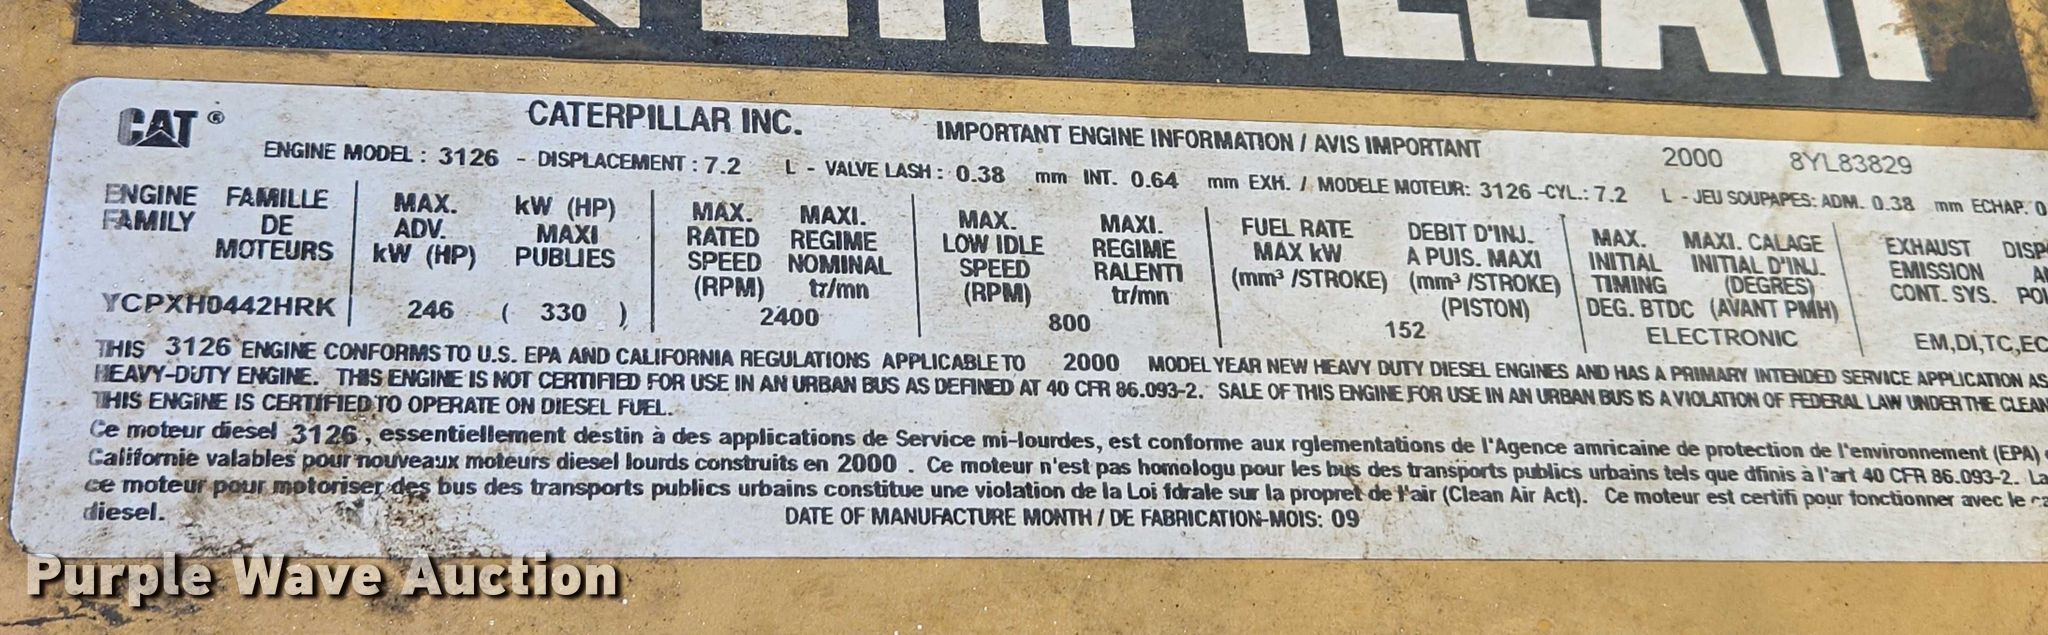 CATERPILLAR
CAT ® CATERPILLAR INC. IMPORTANT ENGINE INFORMATION / AVIS IMPORTANT 2000 8YL83829
ENGINE MODEL : 3126 - DISPLACEMENT : 7.2 L - VALVE LASH : 0.38 mm INT. 0.64 mm EXH. / MODELE MOTEUR: 3126 -CYL.: 7.2 L - JEU SOUPAPES: ADM. 0.38 mm ECHAP. 0
ENGINE FAMILLE MAX. kW (HP) MAX. MAXI. MAX. MAXI. FUEL RATE DEBIT D'INJ. MAX. MAXI. CALAGE EXHAUST
FAMILY DE ADV. MAXI RATED REGIME LOW IDLE REGIME MAX kW A PUIS. MAXI INITIAL INITIAL D'INJ. EMISSION
MOTEURS kW (HP) PUBLIES SPEED NOMINAL SPEED RALENTI (mm³ /STROKE) (mm³ /STROKE) TIMING (DEGRES) CONT. SYS.
(RPM) tr/mn (RPM) tr/mn (PISTON) DEG. BTDC (AVANT PMH)
YCPXH0442HRK 246 ( 330 ) 2400 800 152 ELECTRONIC EM,DI,TC,EC
THIS 3126 ENGINE CONFORMS TO U.S. EPA AND CALIFORNIA REGULATIONS APPLICABLE TO 2000 MODEL YEAR NEW HEAVY DUTY DIESEL ENGINES AND HAS A PRIMARY INTENDED SERVICE APPLICATION AS
HEAVY-DUTY ENGINE. THIS ENGINE IS NOT CERTIFIED FOR USE IN AN URBAN BUS AS DEFINED AT 40 CFR 86.093-2. SALE OF THIS ENGINE FOR USE IN AN URBAN BUS IS A VIOLATION OF FEDERAL LAW UNDER THE CLEAN
THIS ENGINE IS CERTIFIED TO OPERATE ON DIESEL FUEL.
Ce moteur diesel 3126 , essentiellement destin à des applications de Service mi-lourdes, est conforme aux rglementations de l'Agence amricaine de protection de l'environnement (EPA)
Californie valables pour nouveaux moteurs diesel lourds construits en 2000 . Ce moteur n'est pas homologu pour les bus des transports publics urbains tels que dfinis à l'art 40 CFR 86.093-2. La
ce moteur pour motoriser des bus des transports publics urbains constitue une violation de la Loi fdrale sur la propret de l'air (Clean Air Act). Ce moteur est certifi pour fonctionner avec le
diesel. DATE OF MANUFACTURE MONTH / DE FABRICATION-MOIS: 09
Purple Wave Auction